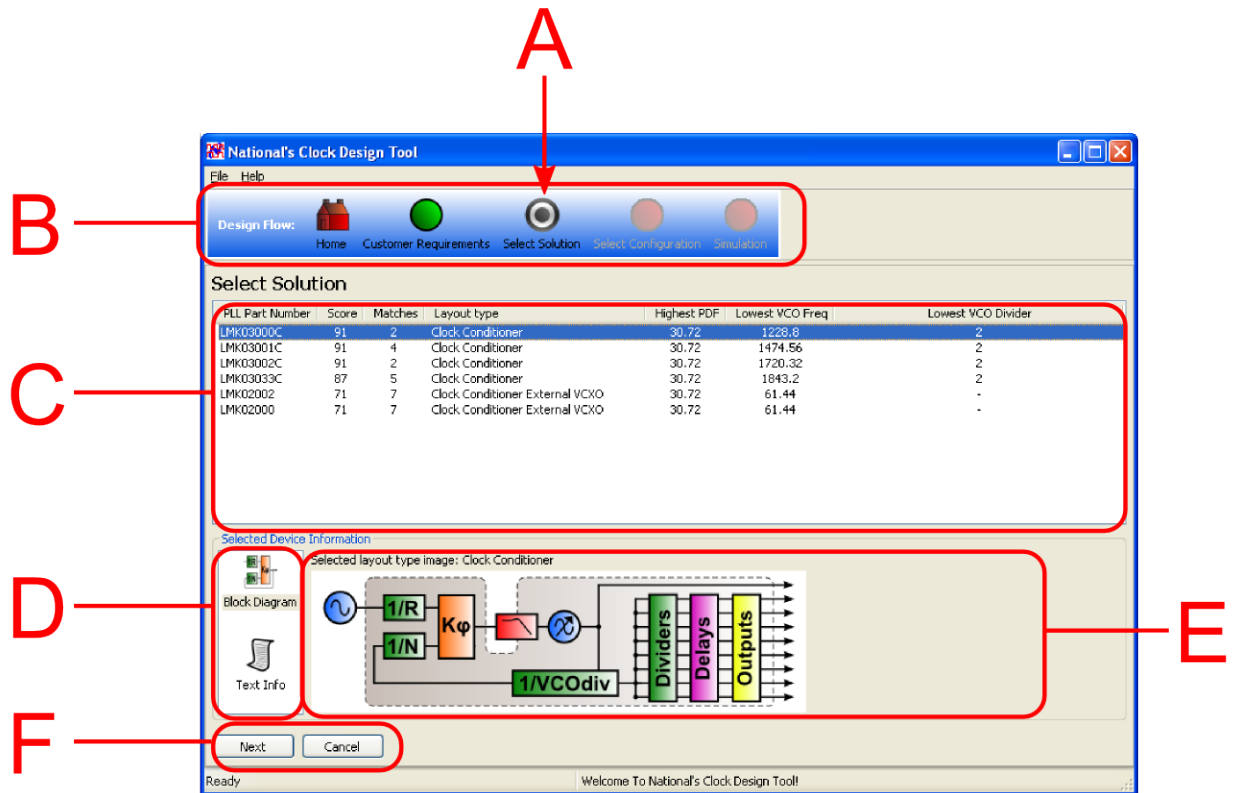 A
National's Clock Design Tool
File Help
B
Design Flow:
Home Customer Requirements Select Solution Select Configuration Simulation
Select Solution
PLL Part Number Score Matches Layout type Highest PDF Lowest VCO Freq Lowest VCO Divider
LMK03000C 91 2 Clock Conditioner 30.72 1228.8 2
LMK03001C 91 4 Clock Conditioner 30.72 1474.56 2
LMK03002C 91 2 Clock Conditioner 30.72 1720.32 2
LMK03033C 87 5 Clock Conditioner 30.72 1843.2 2
LMK02002 71 7 Clock Conditioner External VCXO 30.72 61.44 -
LMK02000 71 7 Clock Conditioner External VCXO 30.72 61.44 -
C
Selected Device Information
D
Block Diagram
Text Info
Selected layout type image: Clock Conditioner
1/R
1/N
Kφ
1/VCOdiv
Dividers
Delays
Outputs
E
F
Next Cancel
Ready Welcome To National's Clock Design Tool!